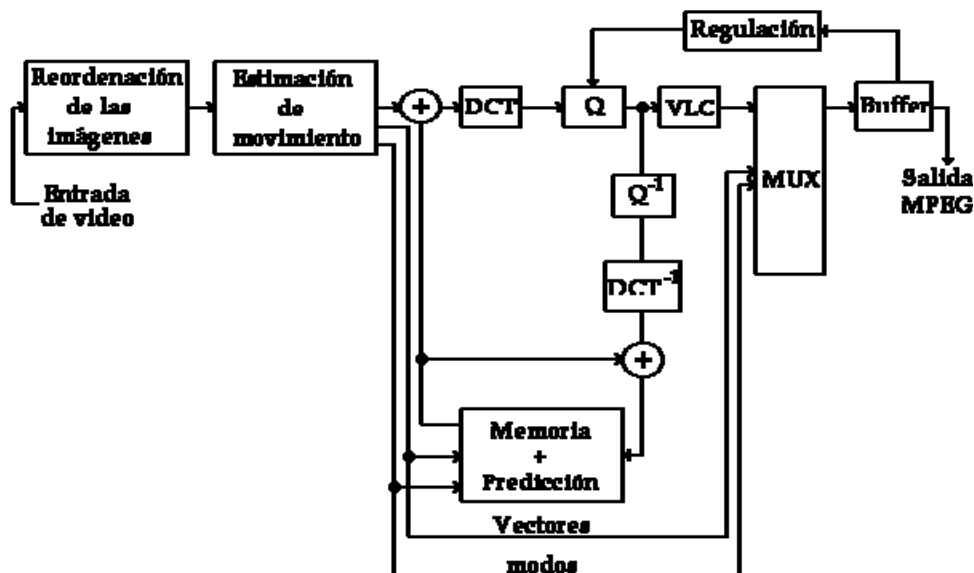 Regulación
Reordenación
de las
imágenes
Estimación
de
movimiento
+
DCT
Q
VLC
MUX
Buffer
Entrada
de video
Salida
MPEG
Q⁻¹
DCT⁻¹
+
Memoria
+
Predicción
Vectores
modos